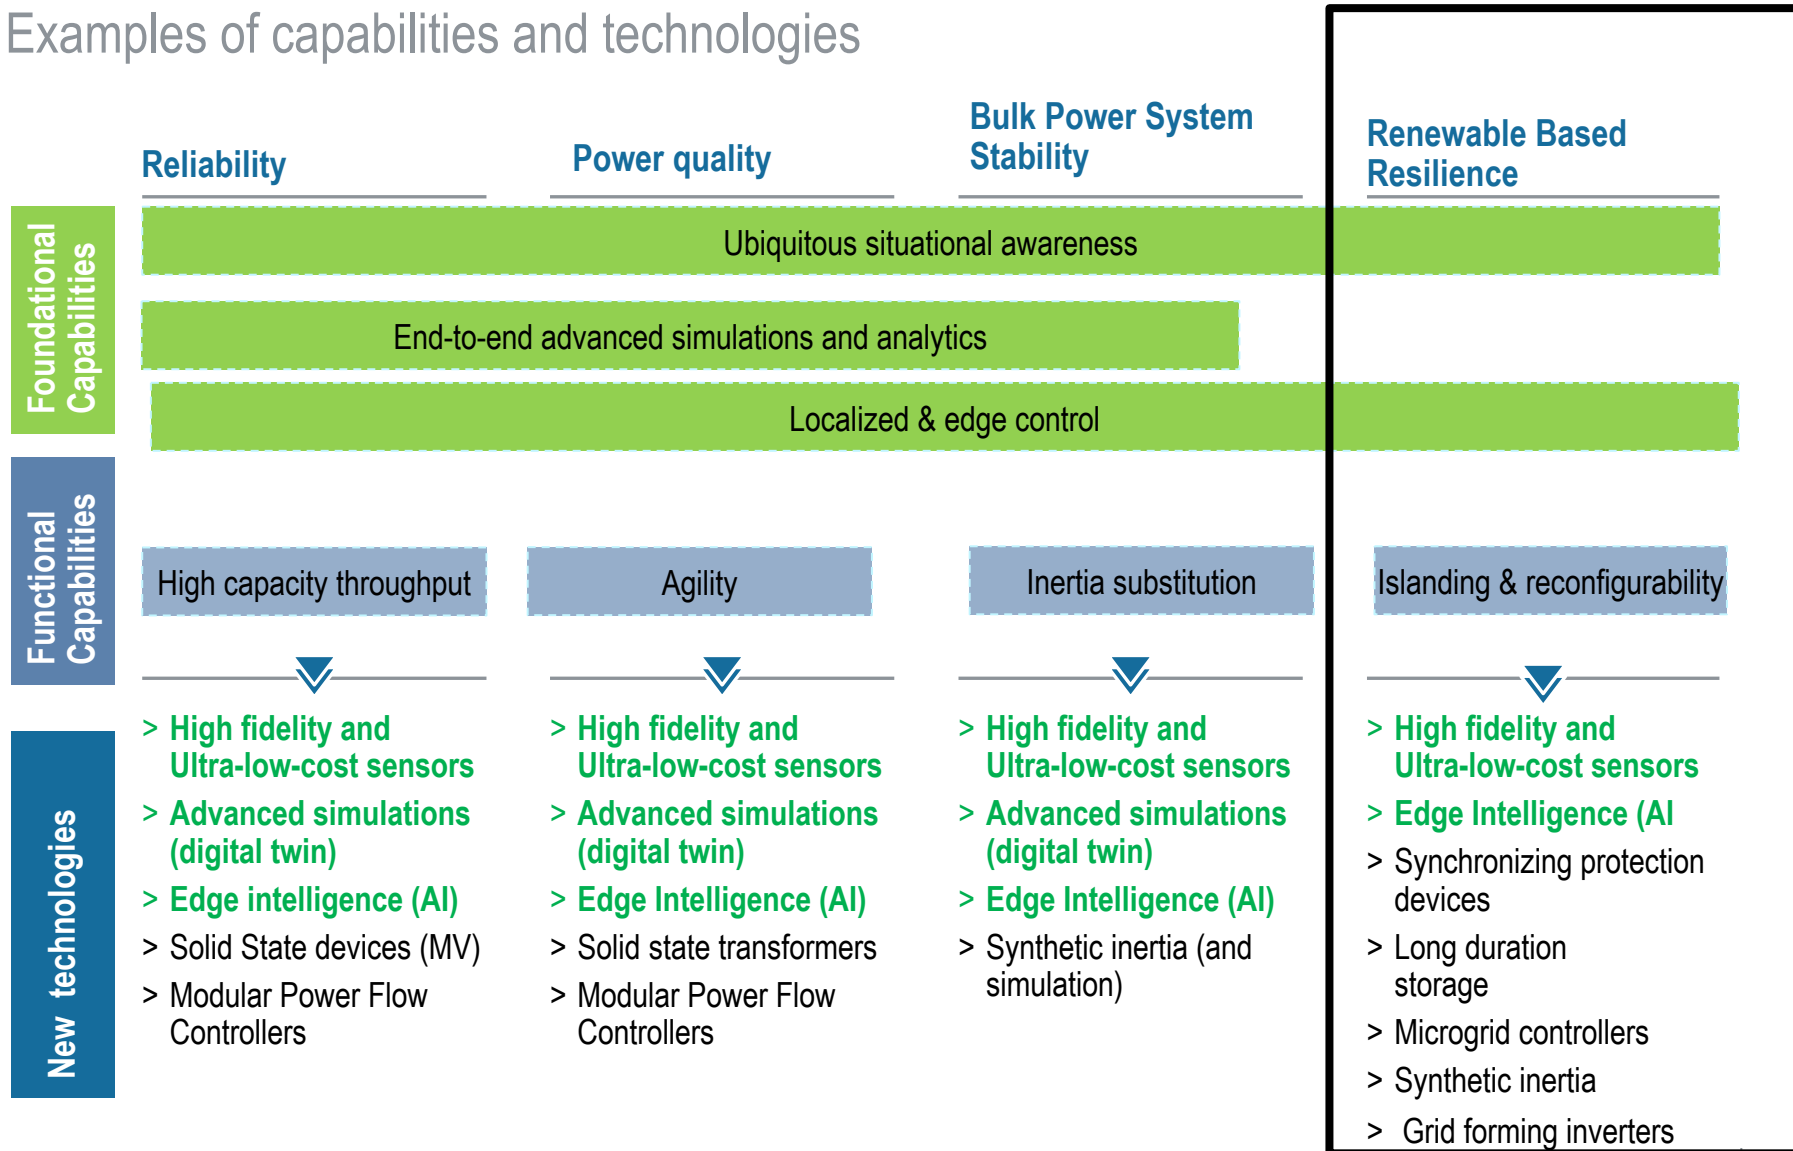 Examples of capabilities and technologies
Reliability
Power quality
Bulk Power System
Stability
Renewable Based
Resilience
Foundational
Capabilities
Ubiquitous situational awareness
End-to-end advanced simulations and analytics
Localized & edge control
Functional
Capabilities
High capacity throughput
Agility
Inertia substitution
Islanding & reconfigurability
New technologies
> High fidelity and
Ultra-low-cost sensors
> Advanced simulations
(digital twin)
> Edge intelligence (AI)
> Solid State devices (MV)
> Modular Power Flow
Controllers
> High fidelity and
Ultra-low-cost sensors
> Advanced simulations
(digital twin)
> Edge Intelligence (AI)
> Solid state transformers
> Modular Power Flow
Controllers
> High fidelity and
Ultra-low-cost sensors
> Advanced simulations
(digital twin)
> Edge Intelligence (AI)
> Synthetic inertia (and
simulation)
> High fidelity and
Ultra-low-cost sensors
> Edge Intelligence (AI
> Synchronizing protection
devices
> Long duration
storage
> Microgrid controllers
> Synthetic inertia
> Grid forming inverters